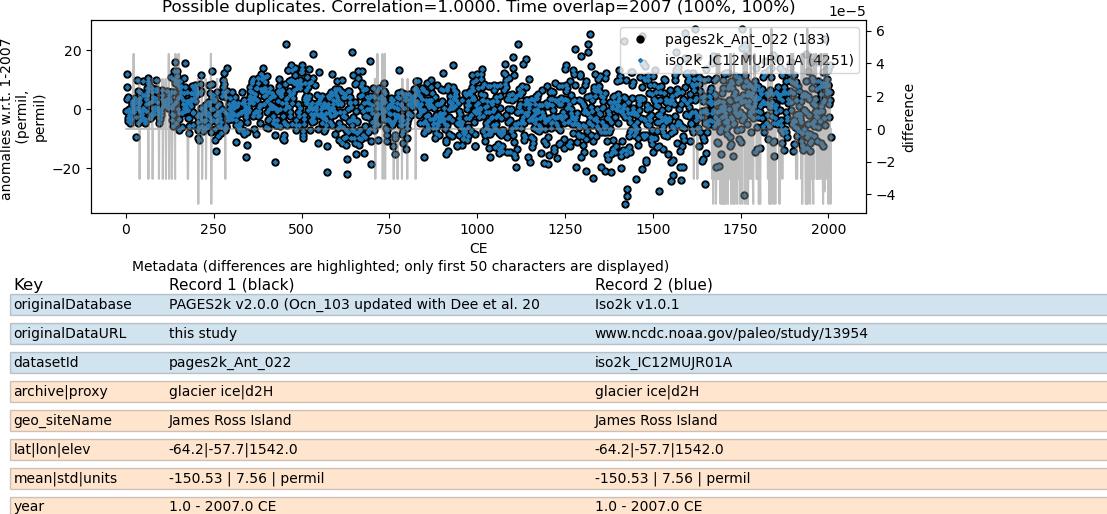 Possible duplicates. Correlation=1.0000. Time overlap=2007 (100%, 100%)
1e−5
anomalies w.r.t. 1-2007
(permil,
permil)
20
0
−20
pages2k_Ant_022 (183)
iso2k_IC12MUJR01A (4251)
6
4
2
0
−2
−4
difference
0
250
500
750
1000
1250
1500
1750
2000
CE
Metadata (differences are highlighted; only first 50 characters are displayed)
Key Record 1 (black) Record 2 (blue)
originalDatabase PAGES2k v2.0.0 (Ocn_103 updated with Dee et al. 20 Iso2k v1.0.1
originalDataURL this study www.ncdc.noaa.gov/paleo/study/13954
datasetId pages2k_Ant_022 iso2k_IC12MUJR01A
archive|proxy glacier ice|d2H glacier ice|d2H
geo_siteName James Ross Island James Ross Island
lat|lon|elev -64.2|-57.7|1542.0 -64.2|-57.7|1542.0
mean|std|units -150.53 | 7.56 | permil -150.53 | 7.56 | permil
year 1.0 - 2007.0 CE 1.0 - 2007.0 CE